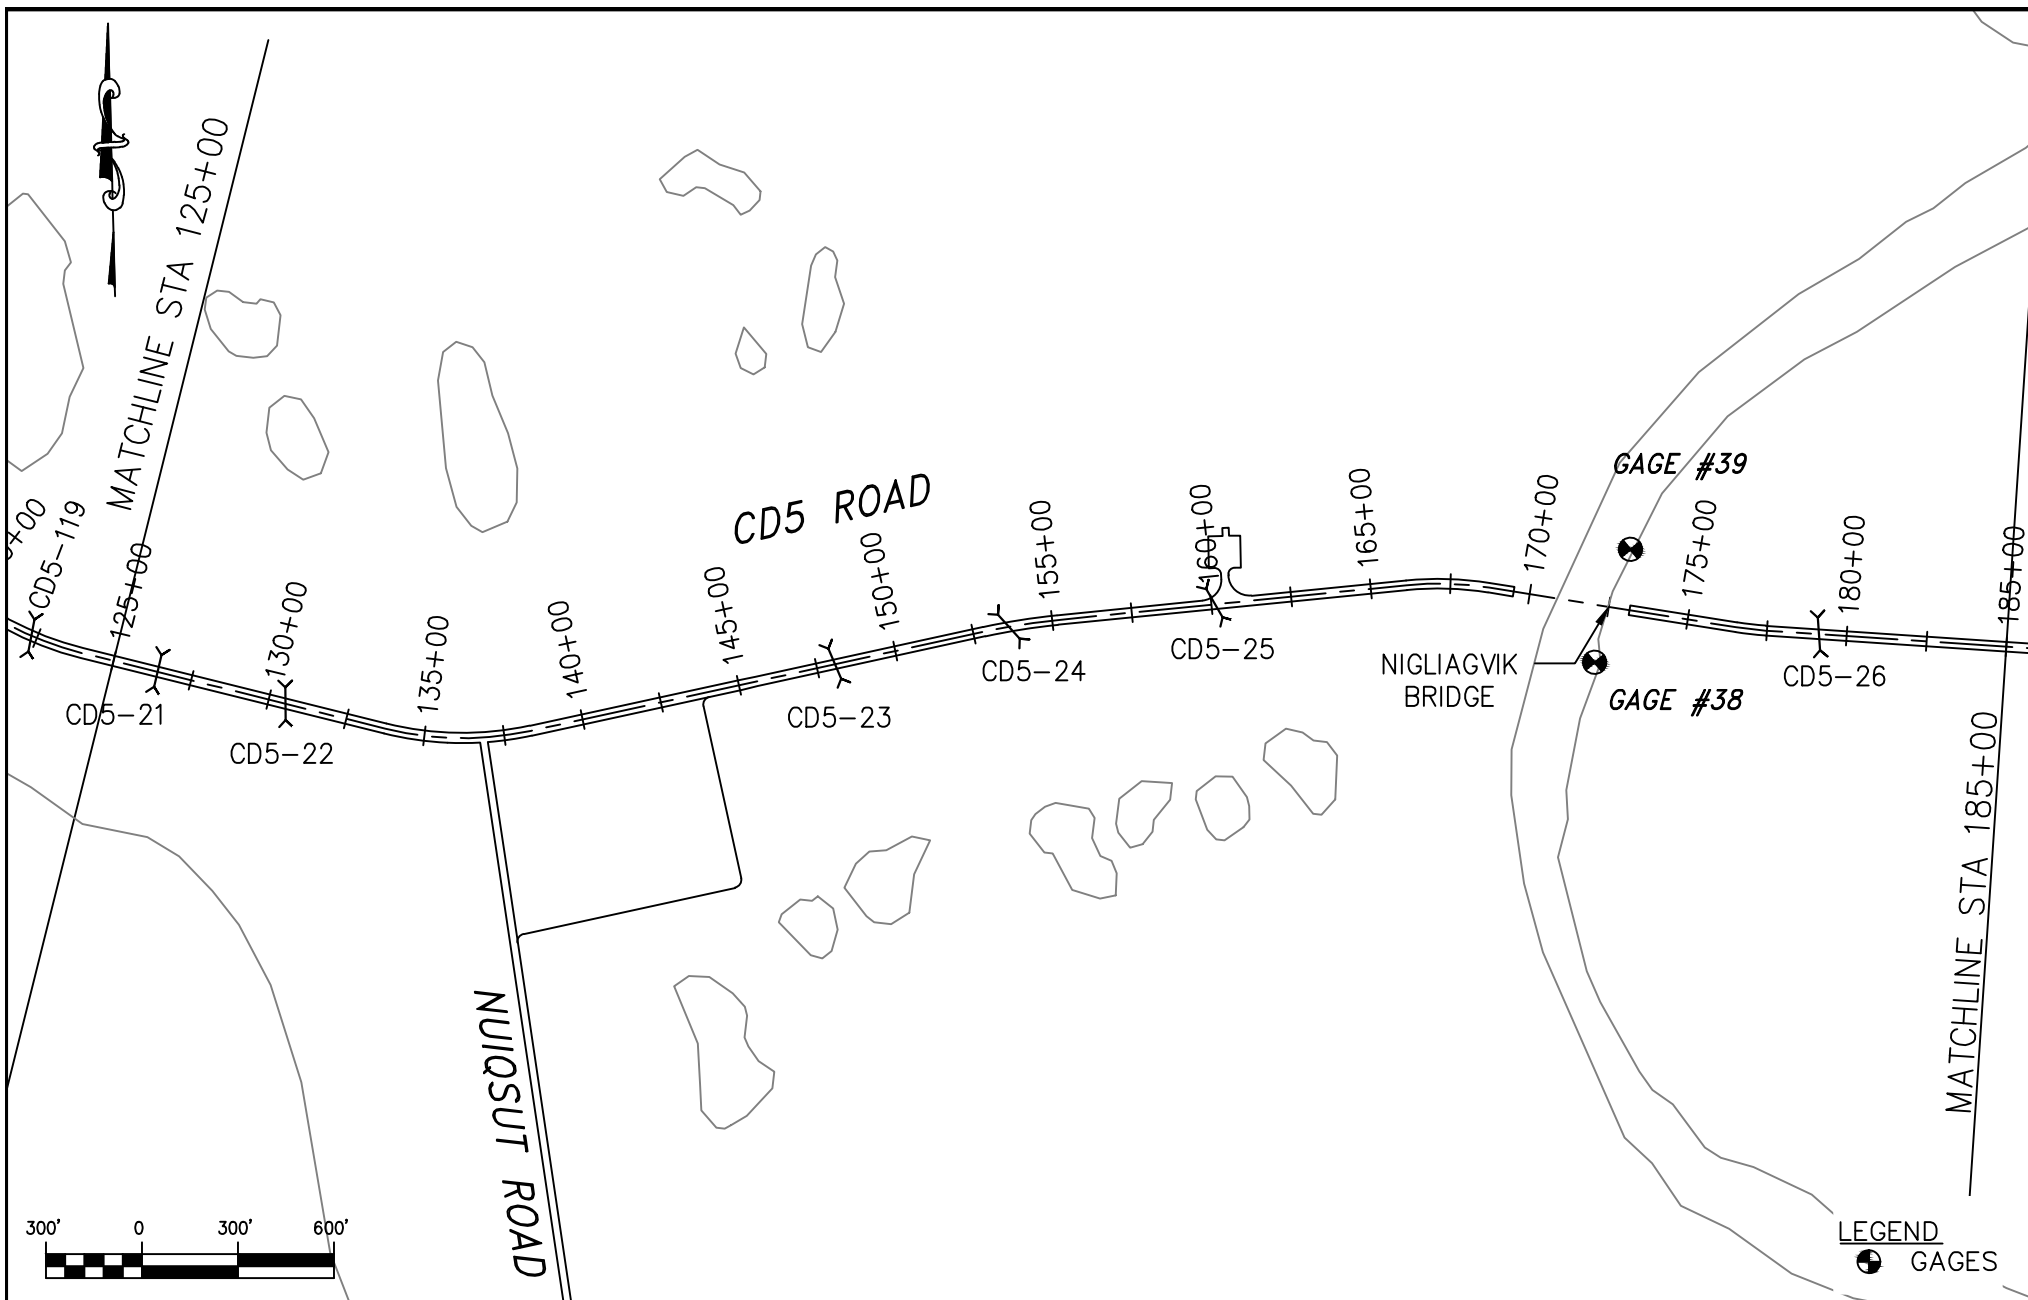 MATCHLINE STA 125+00
CD5-119
125+00
130+00
135+00
140+00
145+00
150+00
155+00
160+00
165+00
170+00
175+00
180+00
185+00
CD5 ROAD
GAGE #39
CD5-21
CD5-22
CD5-23
CD5-24
CD5-25
NIGLIAGVIK
BRIDGE
GAGE #38
CD5-26
MATCHLINE STA 185+00
NUIQSUT ROAD
300' 0 300' 600'
LEGEND
GAGES